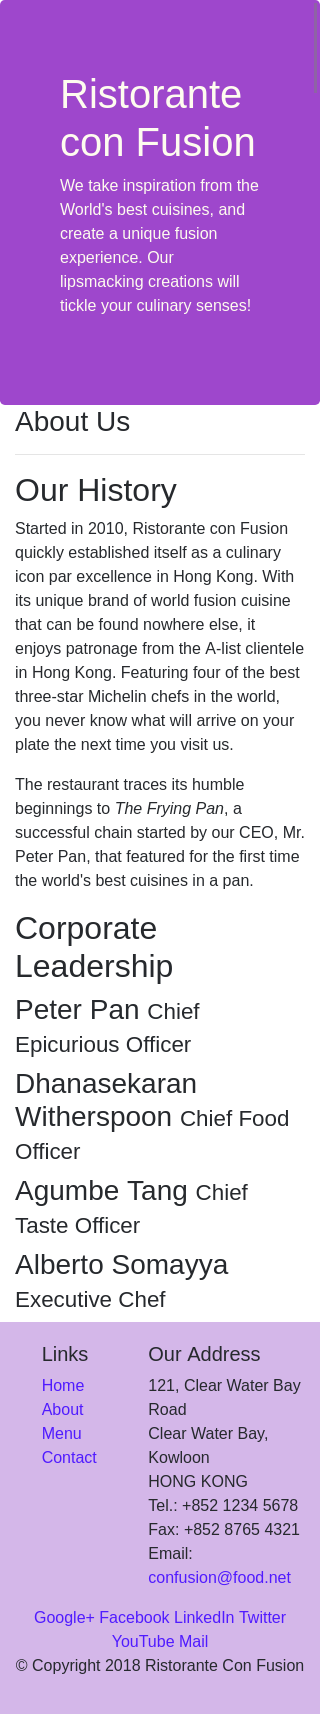 Ristorante
con Fusion
We take inspiration from the
World's best cuisines, and
create a unique fusion
experience. Our
lipsmacking creations will
tickle your culinary senses!
About Us
Our History
Started in 2010, Ristorante con Fusion
quickly established itself as a culinary
icon par excellence in Hong Kong. With
its unique brand of world fusion cuisine
that can be found nowhere else, it
enjoys patronage from the A-list clientele
in Hong Kong. Featuring four of the best
three-star Michelin chefs in the world,
you never know what will arrive on your
plate the next time you visit us.
The restaurant traces its humble
beginnings to The Frying Pan, a
successful chain started by our CEO, Mr.
Peter Pan, that featured for the first time
the world's best cuisines in a pan.
Corporate
Leadership
Peter Pan Chief
Epicurious Officer
Dhanasekaran
Witherspoon Chief Food
Officer
Agumbe Tang Chief
Taste Officer
Alberto Somayya
Executive Chef
Links
Home
About
Menu
Contact
Our Address
121, Clear Water Bay
Road
Clear Water Bay,
Kowloon
HONG KONG
Tel.: +852 1234 5678
Fax: +852 8765 4321
Email:
confusion@food.net
Google+ Facebook LinkedIn Twitter
YouTube Mail
© Copyright 2018 Ristorante Con Fusion